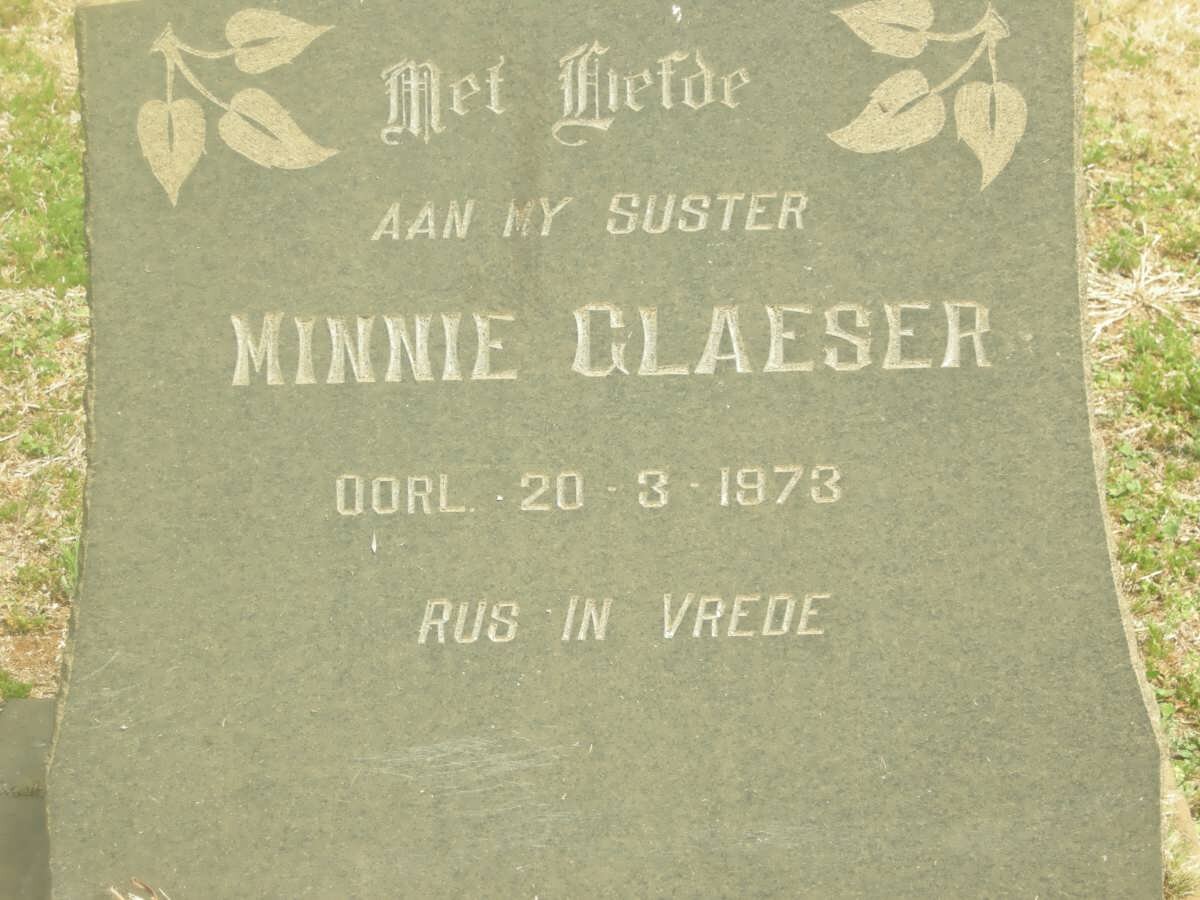 Met Liefde
AAN MY SUSTER
MINNIE GLAESER
OORL. 20-3-1973
RUS IN VREDE